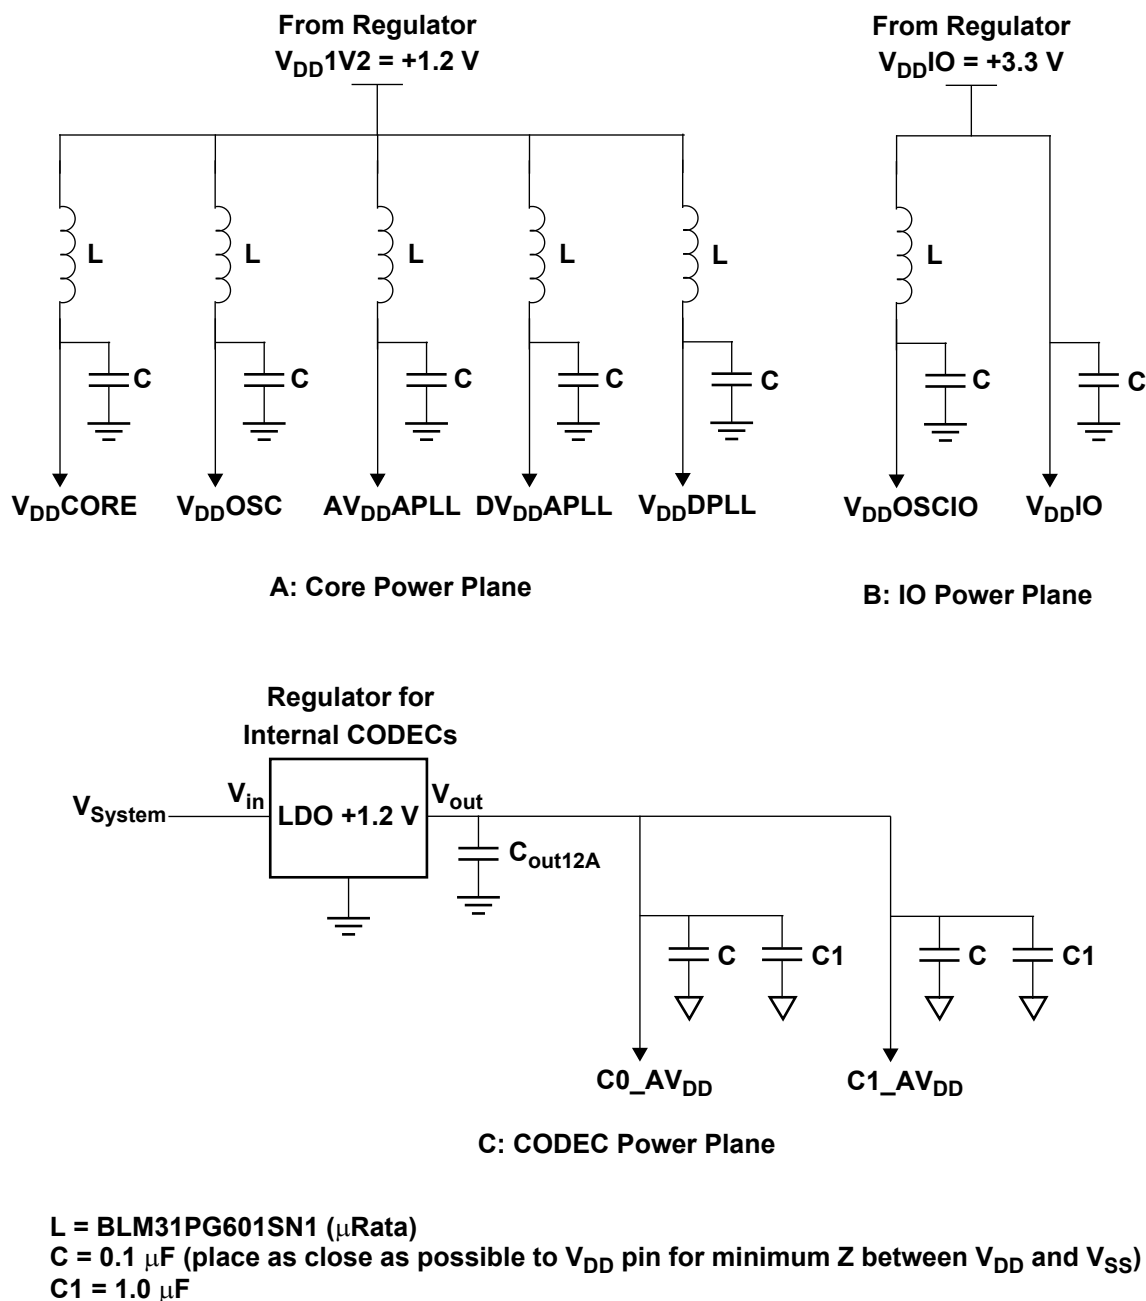 From Regulator
VDD1V2 = +1.2 V
L
L
L
L
L
C
C
C
C
C
VDDCORE
VDDOSC
AVDDAPLL
DVDDAPLL
VDDDPLL
A: Core Power Plane
From Regulator
VDDIO = +3.3 V
L
C
C
VDDOSCIO
VDDIO
B: IO Power Plane
Regulator for
Internal CODECs
VSystem
Vin
LDO +1.2 V
Vout
Cout12A
C
C1
C
C1
C0_AVDD
C1_AVDD
C: CODEC Power Plane
L = BLM31PG601SN1 (μRata)
C = 0.1 μF (place as close as possible to VDD pin for minimum Z between VDD and VSS)
C1 = 1.0 μF